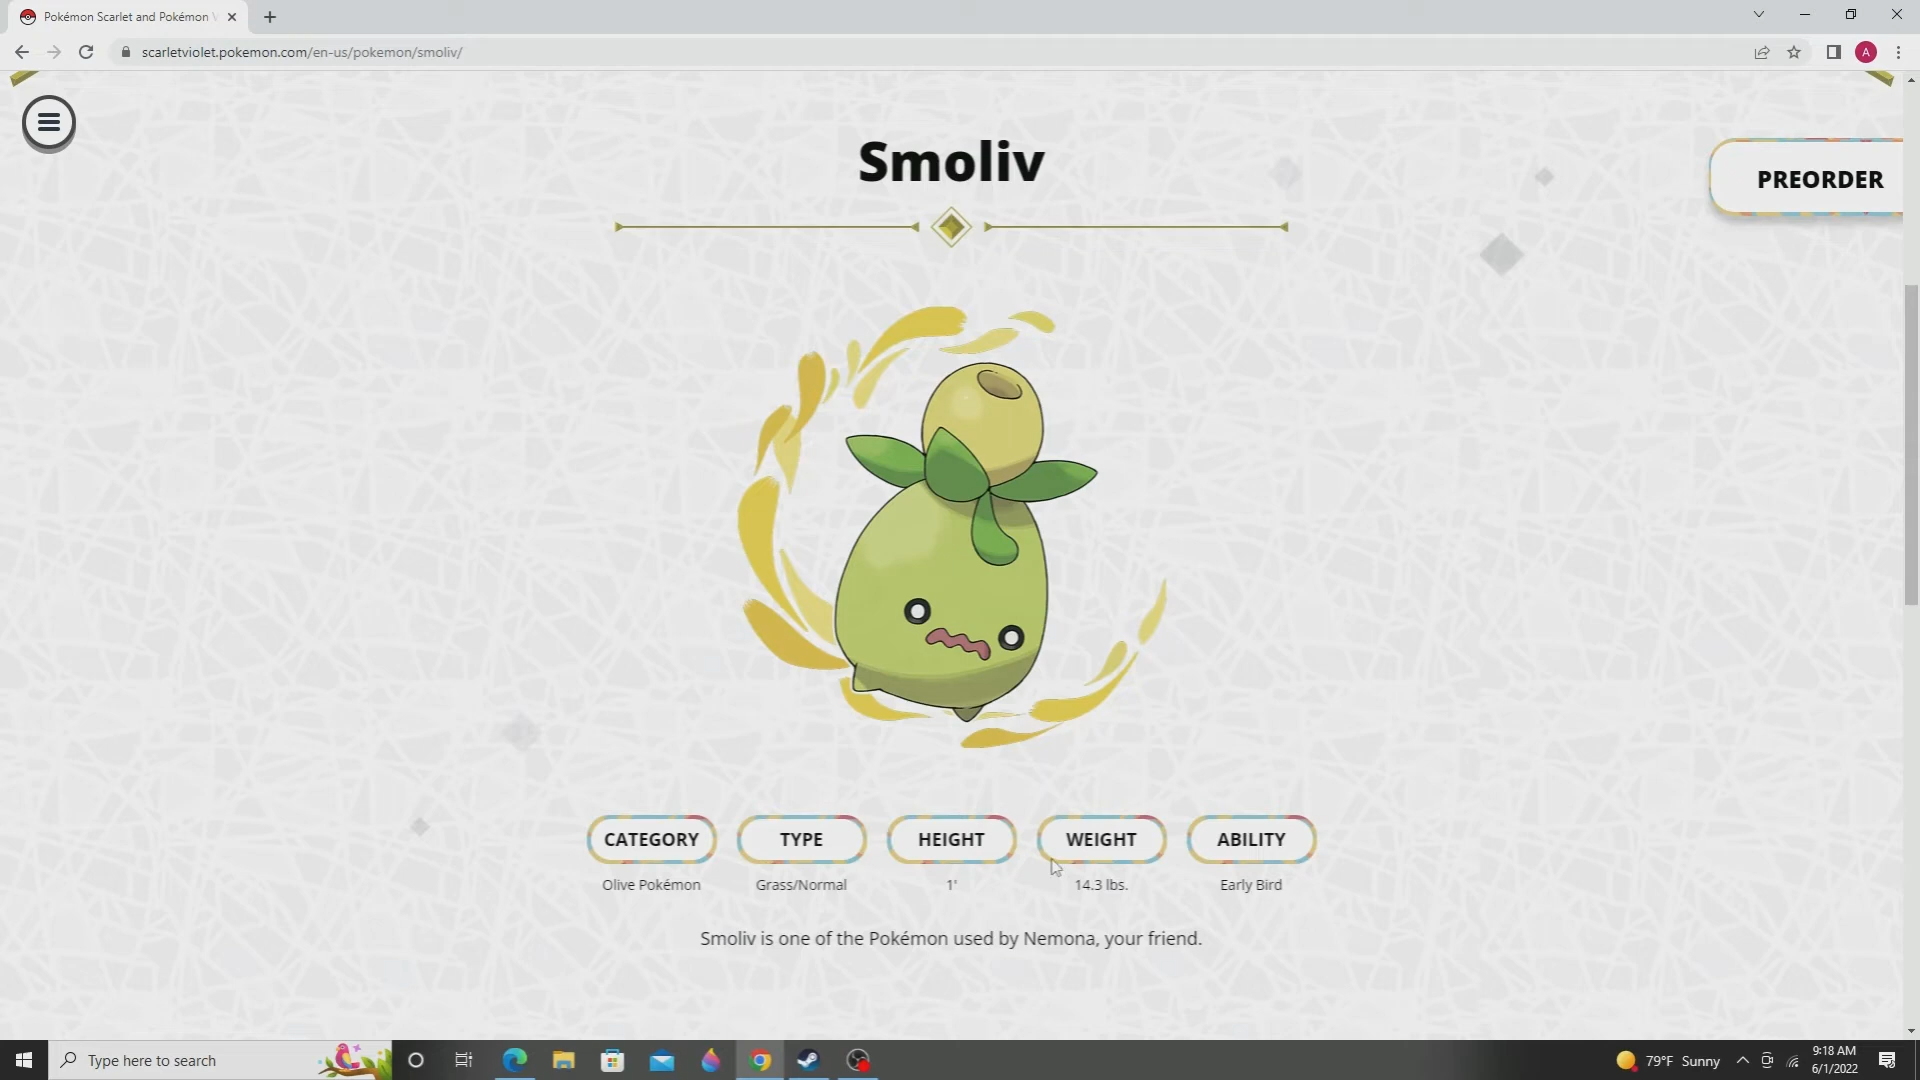 Pokémon Scarlet and Pokémon V
scarletviolet.pokemon.com/en-us/pokemon/smoliv/
A
Smoliv
PREORDER
CATEGORY TYPE HEIGHT WEIGHT ABILITY
Olive Pokémon Grass/Normal 1' 14.3 lbs. Early Bird
Smoliv is one of the Pokémon used by Nemona, your friend.
Type here to search
79°F Sunny
9:18 AM
6/1/2022